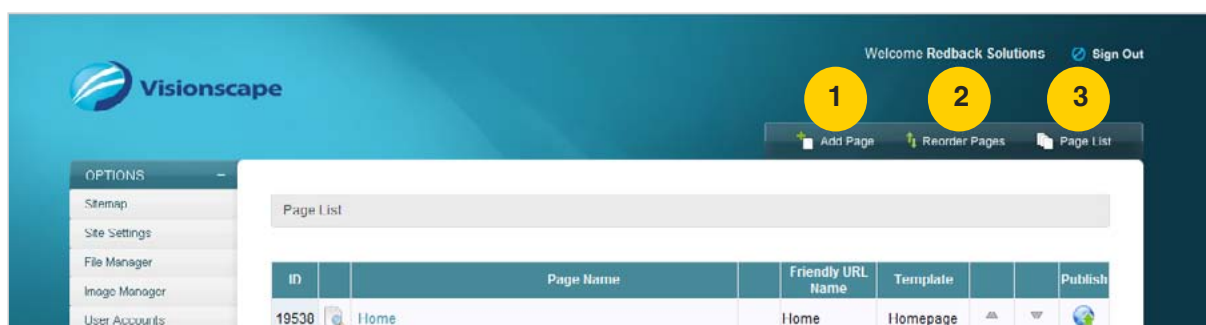 Welcome Redback Solutions Sign Out
Visionscape
1 2 3
Add Page Reorder Pages Page List
OPTIONS –
Sitemap
Page List
Site Settings
File Manager
ID Page Name Friendly URL Name Template Publish
Image Manager
User Accounts
19538 Home Home Homepage